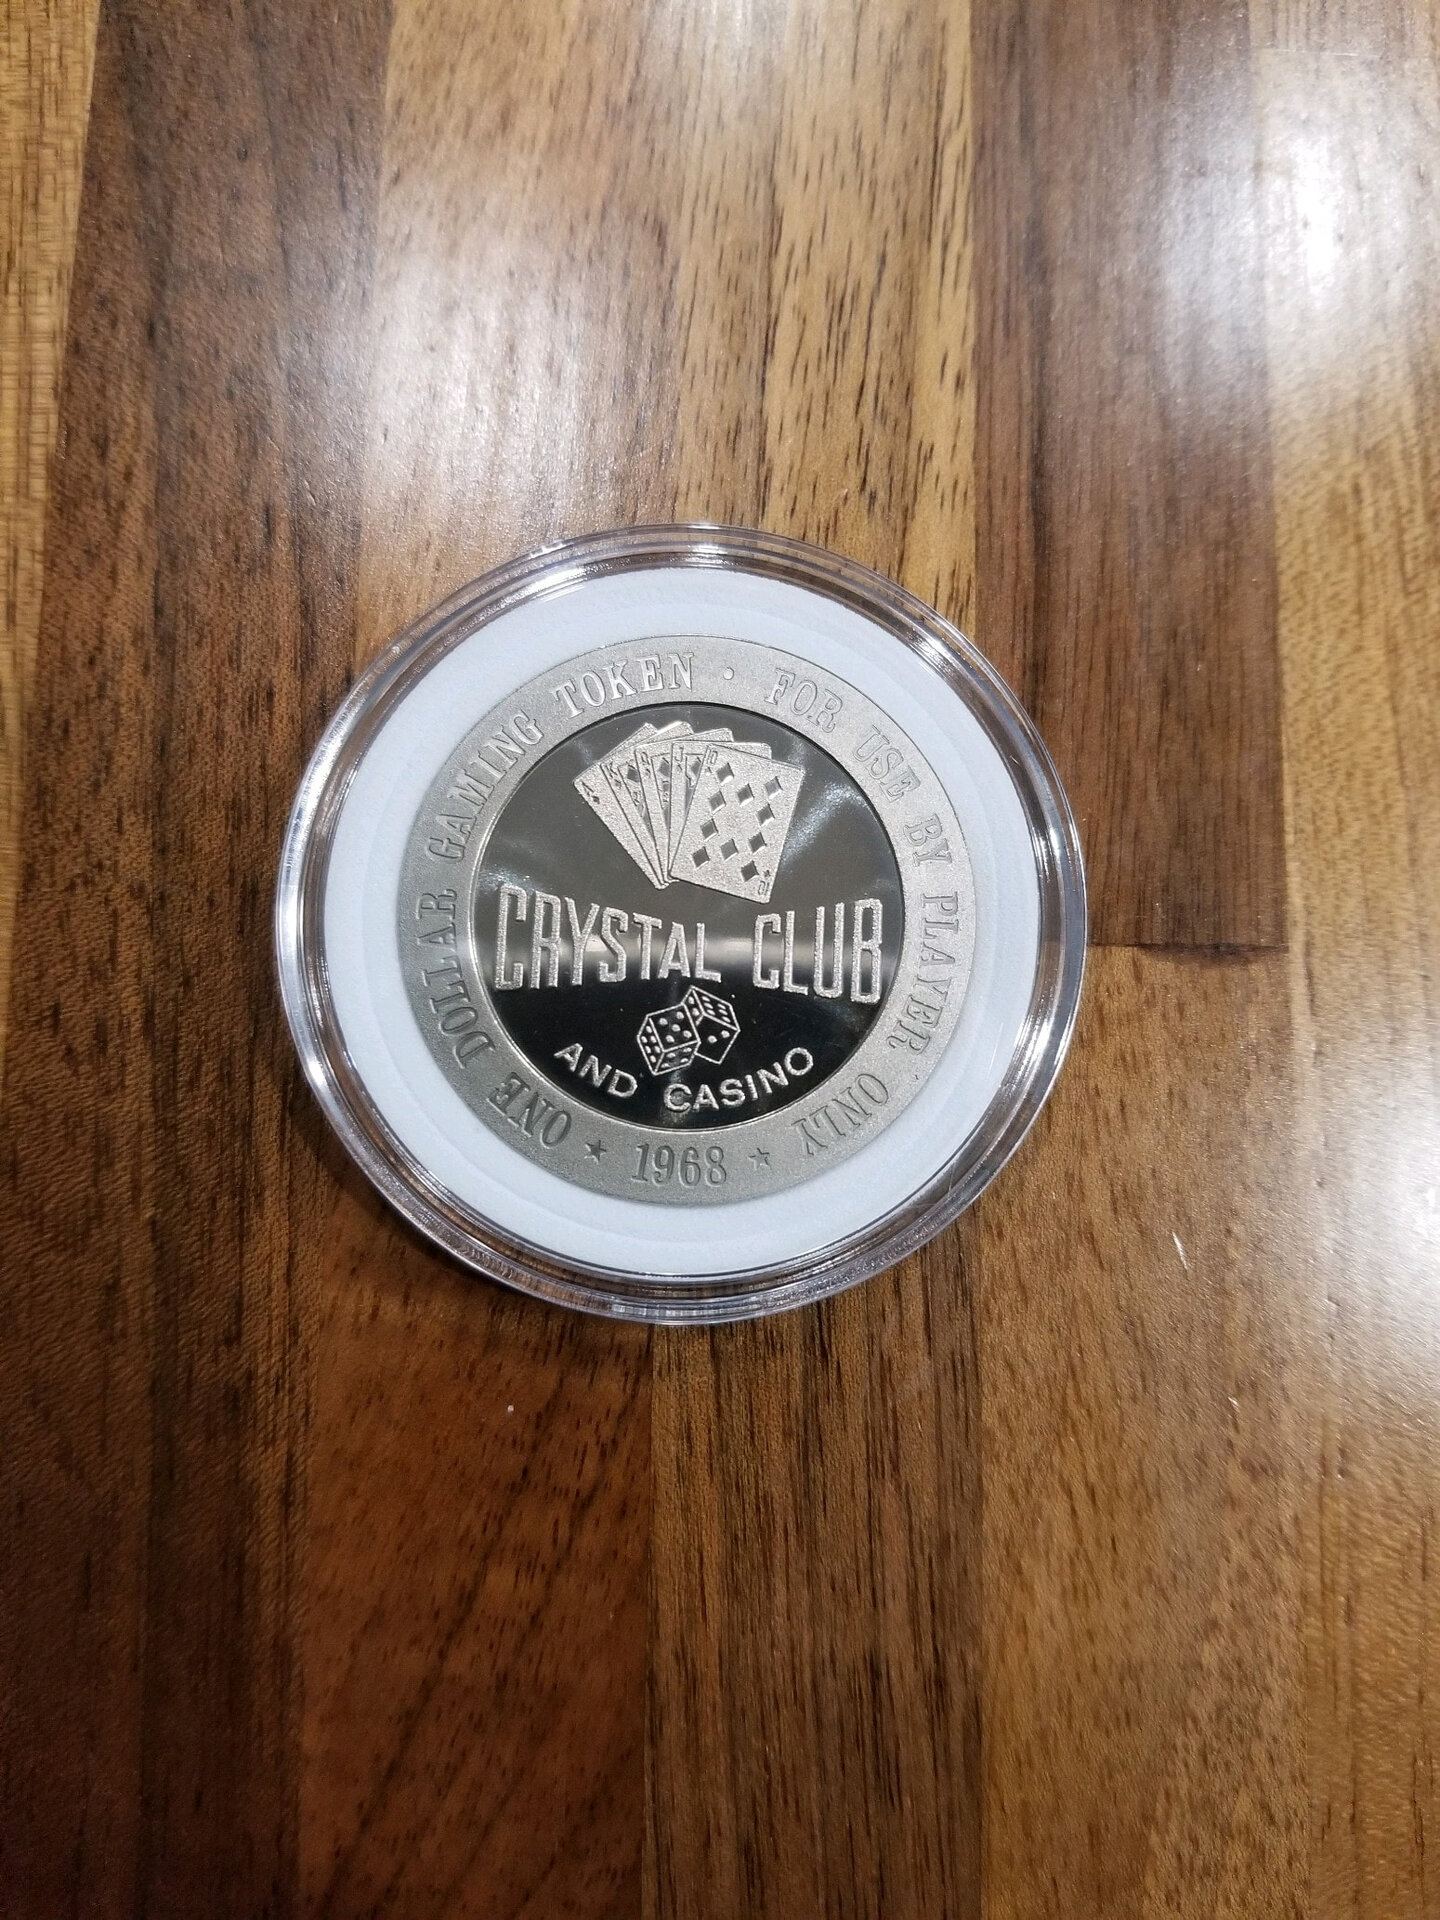 ONE DOLLAR GAMING TOKEN · FOR USE BY PLAYER ONLY
CRYSTAL CLUB
AND CASINO
★ 1968 ★